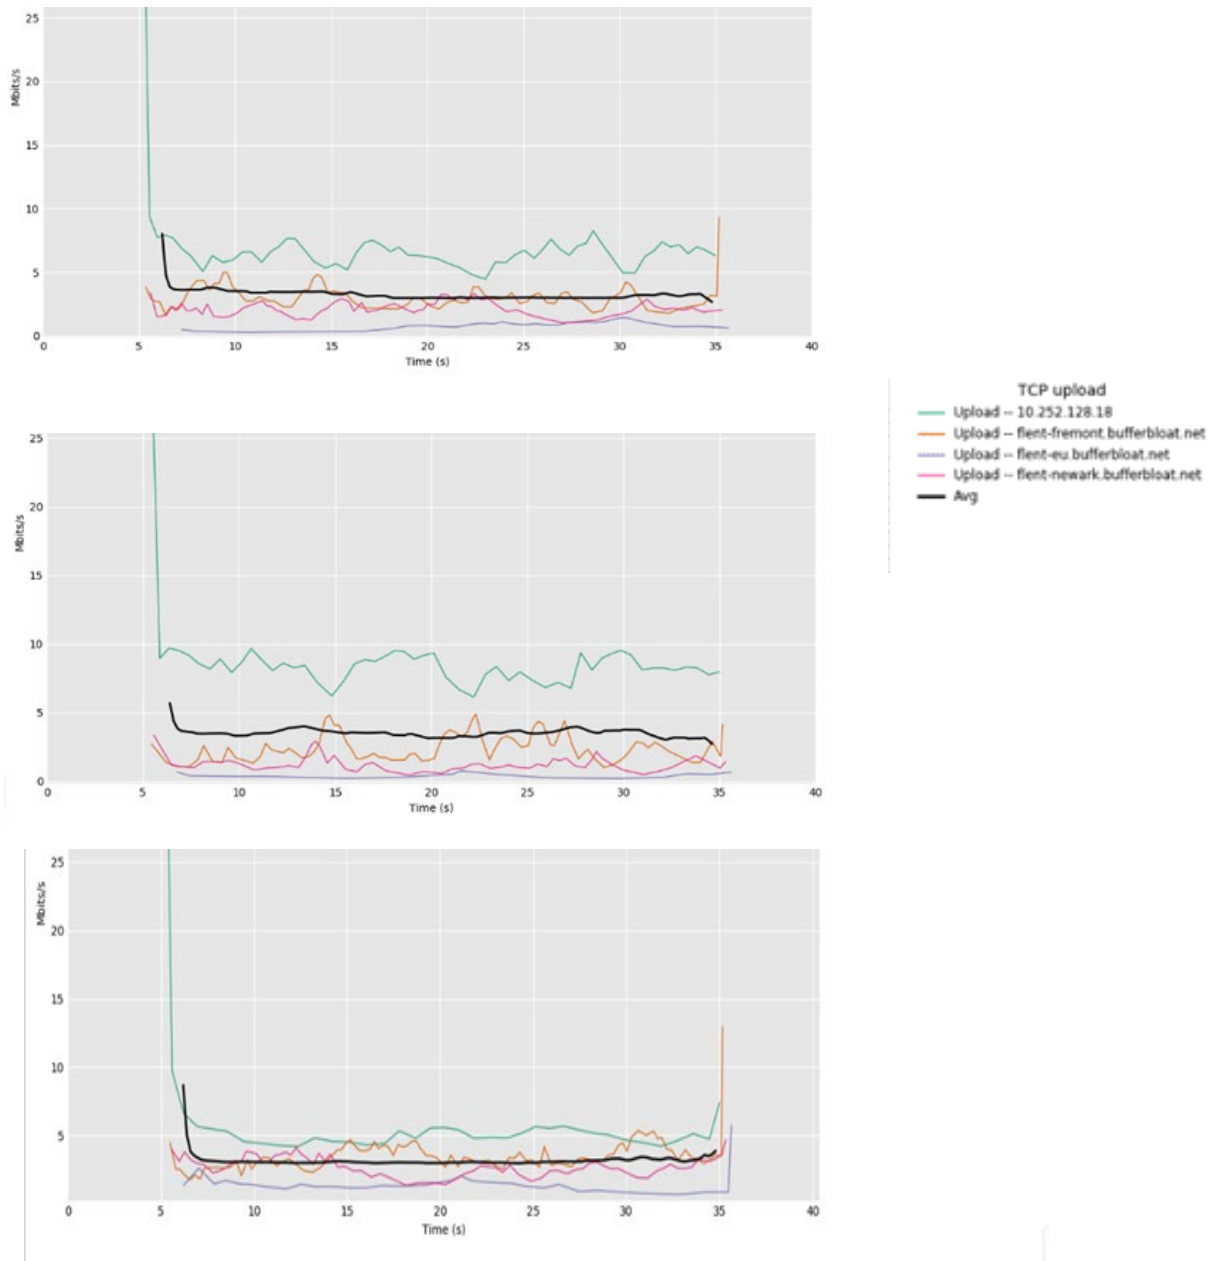 25
20
15
10
5
0
Mbits/s
0 5 10 15 20 25 30 35 40
Time (s)
TCP upload
Upload -- 10.252.128.18
Upload -- flent-fremont.bufferbloat.net
Upload -- flent-eu.bufferbloat.net
Upload -- flent-newark.bufferbloat.net
Avg
25
20
15
10
5
0
Mbits/s
0 5 10 15 20 25 30 35 40
Time (s)
25
20
15
10
5
Mbits/s
0 5 10 15 20 25 30 35 40
Time (s)